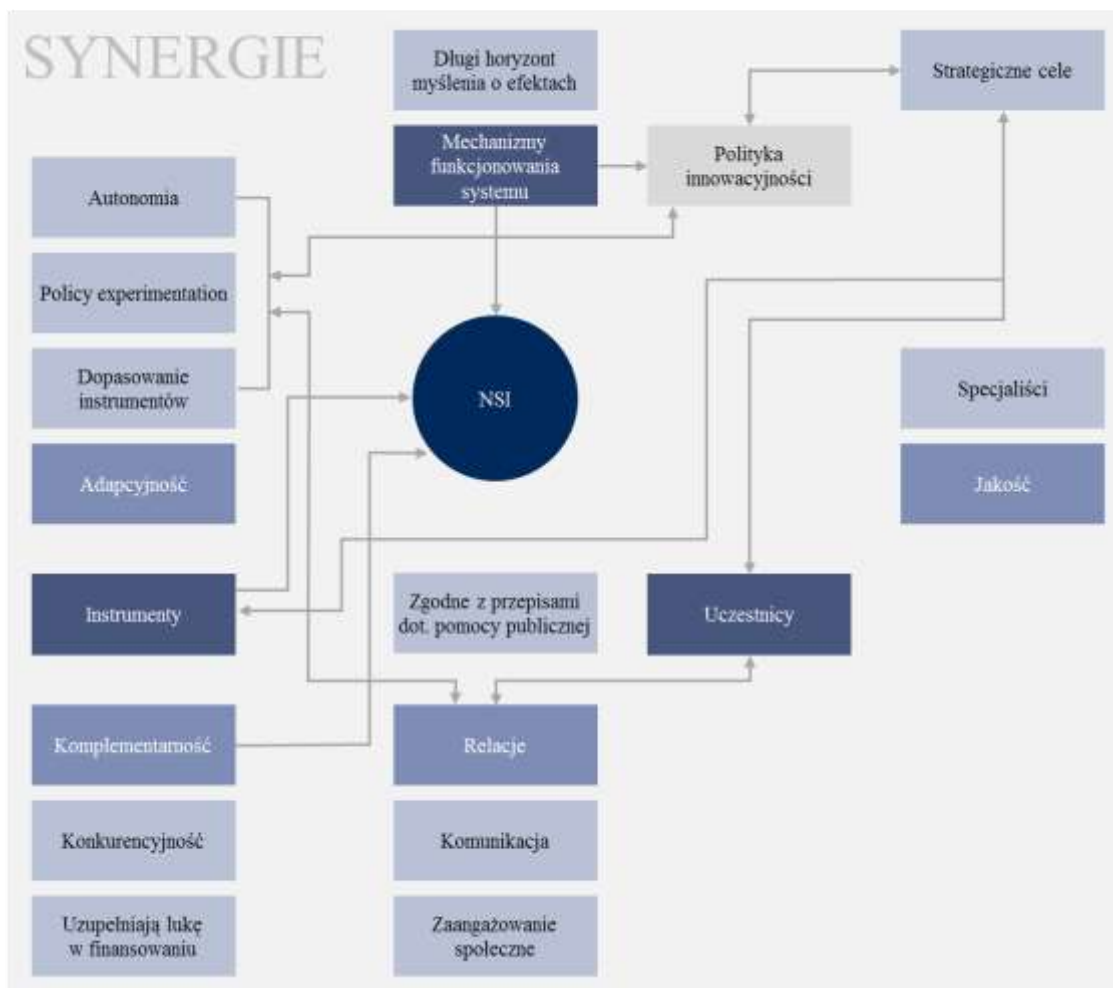 SYNERGIE
Długi horyzont
myślenia o efektach
Strategiczne cele
Mechanizmy
funkcjonowania
systemu
Polityka
innowacyjności
Autonomia
Policy experimentation
Dopasowanie
instrumentów
NSI
Specjaliści
Adapcyjność
Jakość
Instrumenty
Zgodne z przepisami
dot. pomocy publicznej
Uczestnicy
Komplementarność
Relacje
Konkurencyjność
Komunikacja
Uzupełniają lukę
w finansowaniu
Zaangażowanie
społeczne